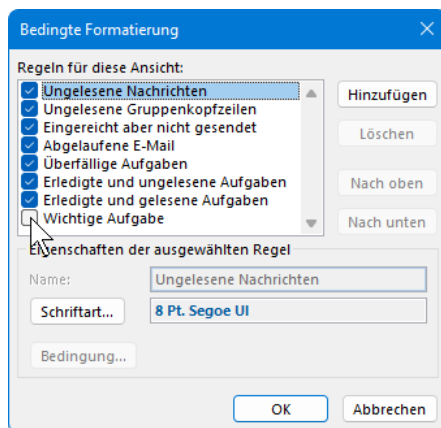 Bedingte Formatierung
Regeln für diese Ansicht:
Ungelesene Nachrichten
Ungelesene Gruppenkopfzeilen
Eingereicht aber nicht gesendet
Abgelaufene E-Mail
Überfällige Aufgaben
Erledigte und ungelesene Aufgaben
Erledigte und gelesene Aufgaben
Wichtige Aufgabe
Hinzufügen
Löschen
Nach oben
Nach unten
Eigenschaften der ausgewählten Regel
Name:
Ungelesene Nachrichten
Schriftart...
8 Pt. Segoe UI
Bedingung...
OK
Abbrechen